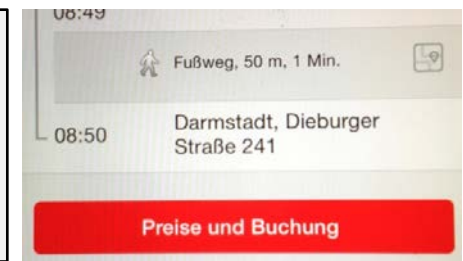 08:49
Fußweg, 50 m, 1 Min.
08:50
Darmstadt, Dieburger
Straße 241
Preise und Buchung